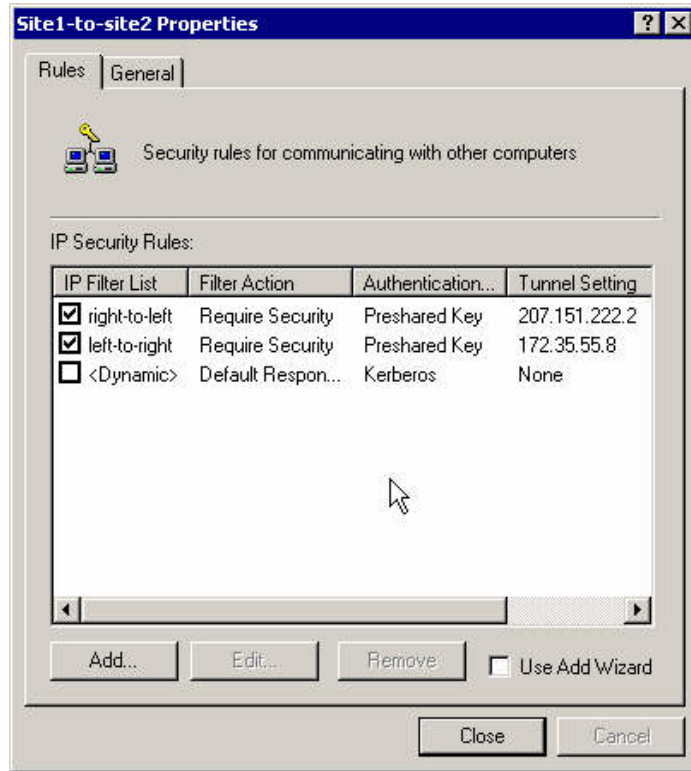 Site1-to-site2 Properties
Rules General
Security rules for communicating with other computers
IP Security Rules:
IP Filter List Filter Action Authentication... Tunnel Setting
right-to-left Require Security Preshared Key 207.151.222.2
left-to-right Require Security Preshared Key 172.35.55.8
<Dynamic> Default Respon... Kerberos None
Add... Edit... Remove Use Add Wizard
Close Cancel